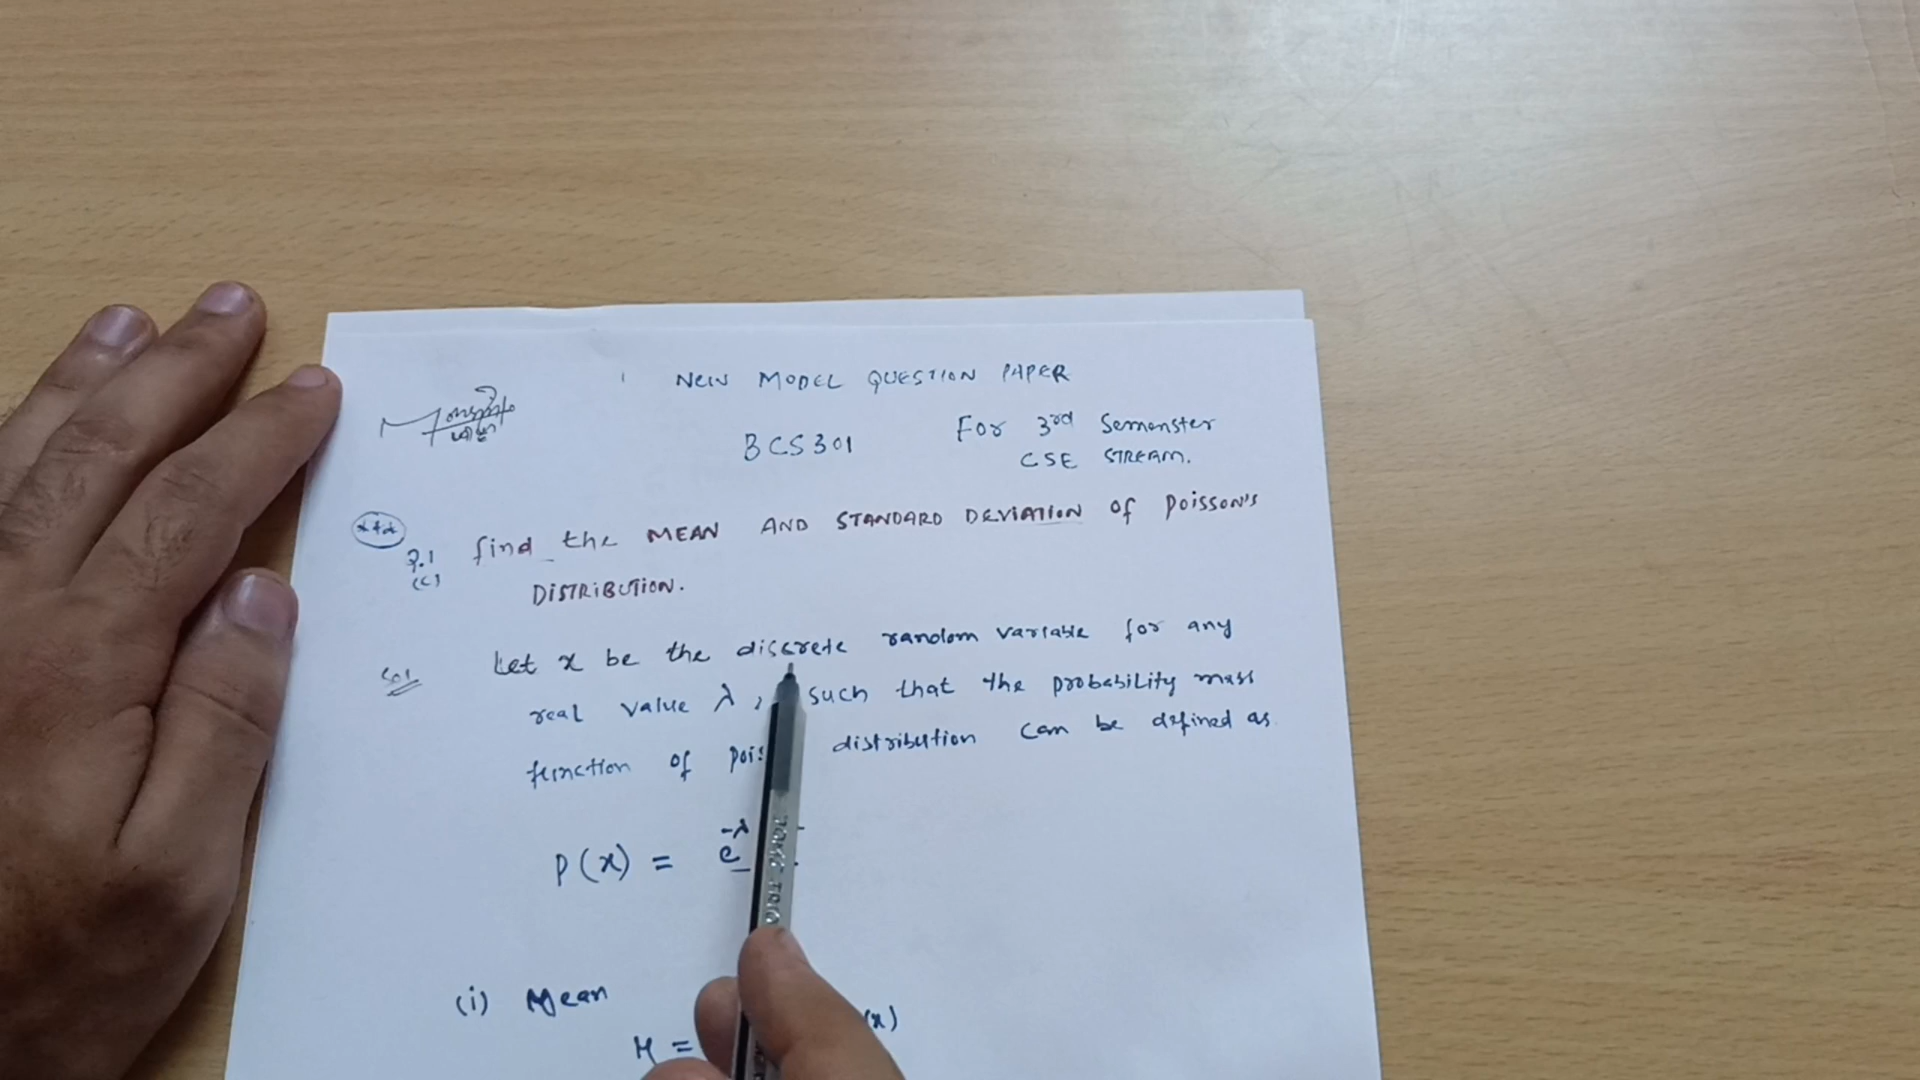 NEW MODEL QUESTION PAPER
BCS301
For 3rd Semenster
CSE STREAM.
***
Q.1 find the MEAN AND STANDARD DEVIATION of Poisson's
(c)
DISTRIBUTION.
Sol Let x be the discrete random variable for any
real value λ, such that the probability mass
function of pois distribution can be defined as
P(x) = e^-λ
(i) Mean
M = (x)